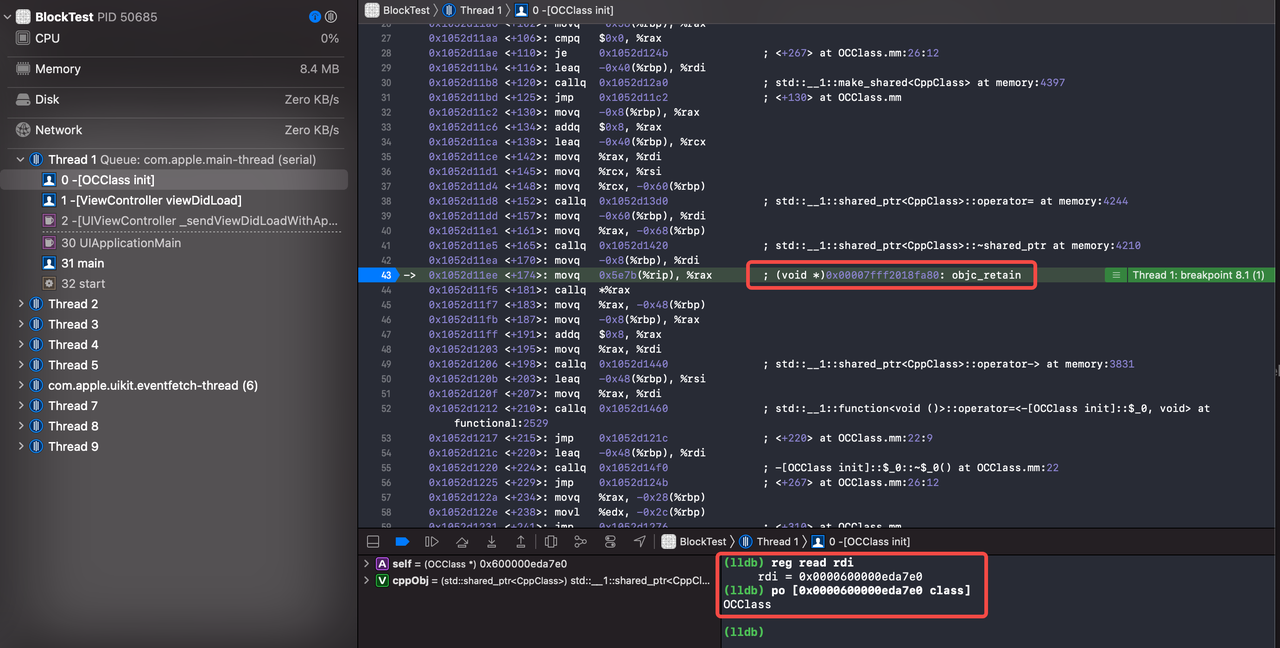 BlockTest PID 50685
CPU 0%
Memory 8.4 MB
Disk Zero KB/s
Network Zero KB/s
Thread 1 Queue: com.apple.main-thread (serial)
0 -[OCClass init]
1 -[ViewController viewDidLoad]
2 -[UIViewController _sendViewDidLoadWithAp...
30 UIApplicationMain
31 main
32 start
Thread 2
Thread 3
Thread 4
Thread 5
com.apple.uikit.eventfetch-thread (6)
Thread 7
Thread 8
Thread 9
BlockTest 〉 Thread 1 〉 0 -[OCClass init]
27 0x1052d11aa <+106>: cmpq $0x0, %rax
28 0x1052d11ae <+110>: je 0x1052d124b ; <+267> at OCClass.mm:26:12
29 0x1052d11b4 <+116>: leaq -0x40(%rbp), %rdi
30 0x1052d11b8 <+120>: callq 0x1052d12a0 ; std::__1::make_shared<CppClass> at memory:4397
31 0x1052d11bd <+125>: jmp 0x1052d11c2 ; <+130> at OCClass.mm
32 0x1052d11c2 <+130>: movq -0x8(%rbp), %rax
33 0x1052d11c6 <+134>: addq $0x8, %rax
34 0x1052d11ca <+138>: leaq -0x40(%rbp), %rcx
35 0x1052d11ce <+142>: movq %rax, %rdi
36 0x1052d11d1 <+145>: movq %rcx, %rsi
37 0x1052d11d4 <+148>: movq %rcx, -0x60(%rbp)
38 0x1052d11d8 <+152>: callq 0x1052d13d0 ; std::__1::shared_ptr<CppClass>::operator= at memory:4244
39 0x1052d11dd <+157>: movq -0x60(%rbp), %rdi
40 0x1052d11e1 <+161>: movq %rax, -0x68(%rbp)
41 0x1052d11e5 <+165>: callq 0x1052d1420 ; std::__1::shared_ptr<CppClass>::~shared_ptr at memory:4210
42 0x1052d11ea <+170>: movq -0x8(%rbp), %rdi
43 -> 0x1052d11ee <+174>: movq 0x5e7b(%rip), %rax ; (void *)0x00007fff2018fa80: objc_retain Thread 1: breakpoint 8.1 (1)
44 0x1052d11f5 <+181>: callq *%rax
45 0x1052d11f7 <+183>: movq %rax, -0x48(%rbp)
46 0x1052d11fb <+187>: movq -0x8(%rbp), %rax
47 0x1052d11ff <+191>: addq $0x8, %rax
48 0x1052d1203 <+195>: movq %rax, %rdi
49 0x1052d1206 <+198>: callq 0x1052d1440 ; std::__1::shared_ptr<CppClass>::operator-> at memory:3831
50 0x1052d120b <+203>: leaq -0x48(%rbp), %rsi
51 0x1052d120f <+207>: movq %rax, %rdi
52 0x1052d1212 <+210>: callq 0x1052d1460 ; std::__1::function<void ()>::operator=<-[OCClass init]::$_0, void> at
functional:2529
53 0x1052d1217 <+215>: jmp 0x1052d121c ; <+220> at OCClass.mm:22:9
54 0x1052d121c <+220>: leaq -0x48(%rbp), %rdi
55 0x1052d1220 <+224>: callq 0x1052d14f0 ; -[OCClass init]::$_0::~$_0() at OCClass.mm:22
56 0x1052d1225 <+229>: jmp 0x1052d124b ; <+267> at OCClass.mm:26:12
57 0x1052d122a <+234>: movq %rax, -0x28(%rbp)
58 0x1052d122e <+238>: movl %edx, -0x2c(%rbp)
59 0x1052d1231 <+241>: jmp 0x1052d1276 ; <+310> at OCClass.mm
BlockTest 〉 Thread 1 〉 0 -[OCClass init]
A self = (OCClass *) 0x600000eda7e0
V cppObj = (std::shared_ptr<CppClass>) std::__1::shared_ptr<CppCl...
(lldb) reg read rdi
rdi = 0x0000600000eda7e0
(lldb) po [0x0000600000eda7e0 class]
OCClass
(lldb)